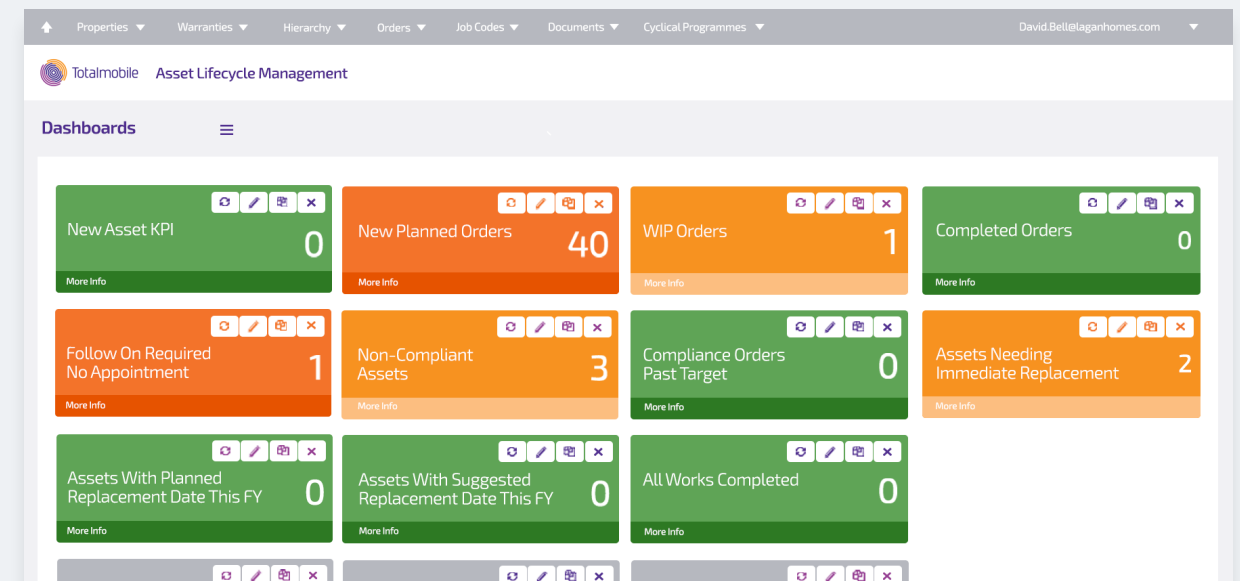 Properties Warranties Hierarchy Orders Job Codes Documents Cyclical Programmes David.Bell@laganhomes.com
Totalmobile Asset Lifecycle Management
Dashboards
New Asset KPI
0
More Info
New Planned Orders
40
More Info
WIP Orders
1
More Info
Completed Orders
0
More Info
Follow On Required
No Appointment
1
More Info
Non-Compliant
Assets
3
More Info
Compliance Orders
Past Target
0
More Info
Assets Needing
Immediate Replacement
2
More Info
Assets With Planned
Replacement Date This FY
0
More Info
Assets With Suggested
Replacement Date This FY
0
More Info
All Works Completed
0
More Info